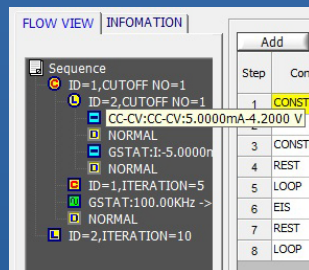 FLOW VIEW INFOMATION
Add
Step
Sequence
C ID=1,CUTOFF NO=1
L ID=2,CUTOFF NO=1
1 CONST
CC-CV:CC-CV:5.0000mA-4.2000 V
D NORMAL
GSTAT:I:-5.0000m
3 CONST
D NORMAL
4 REST
C ID=1,ITERATION=5
5 LOOP
GSTAT:100.00KHz ->
6 EIS
D NORMAL
7 REST
L ID=2,ITERATION=10
8 LOOP